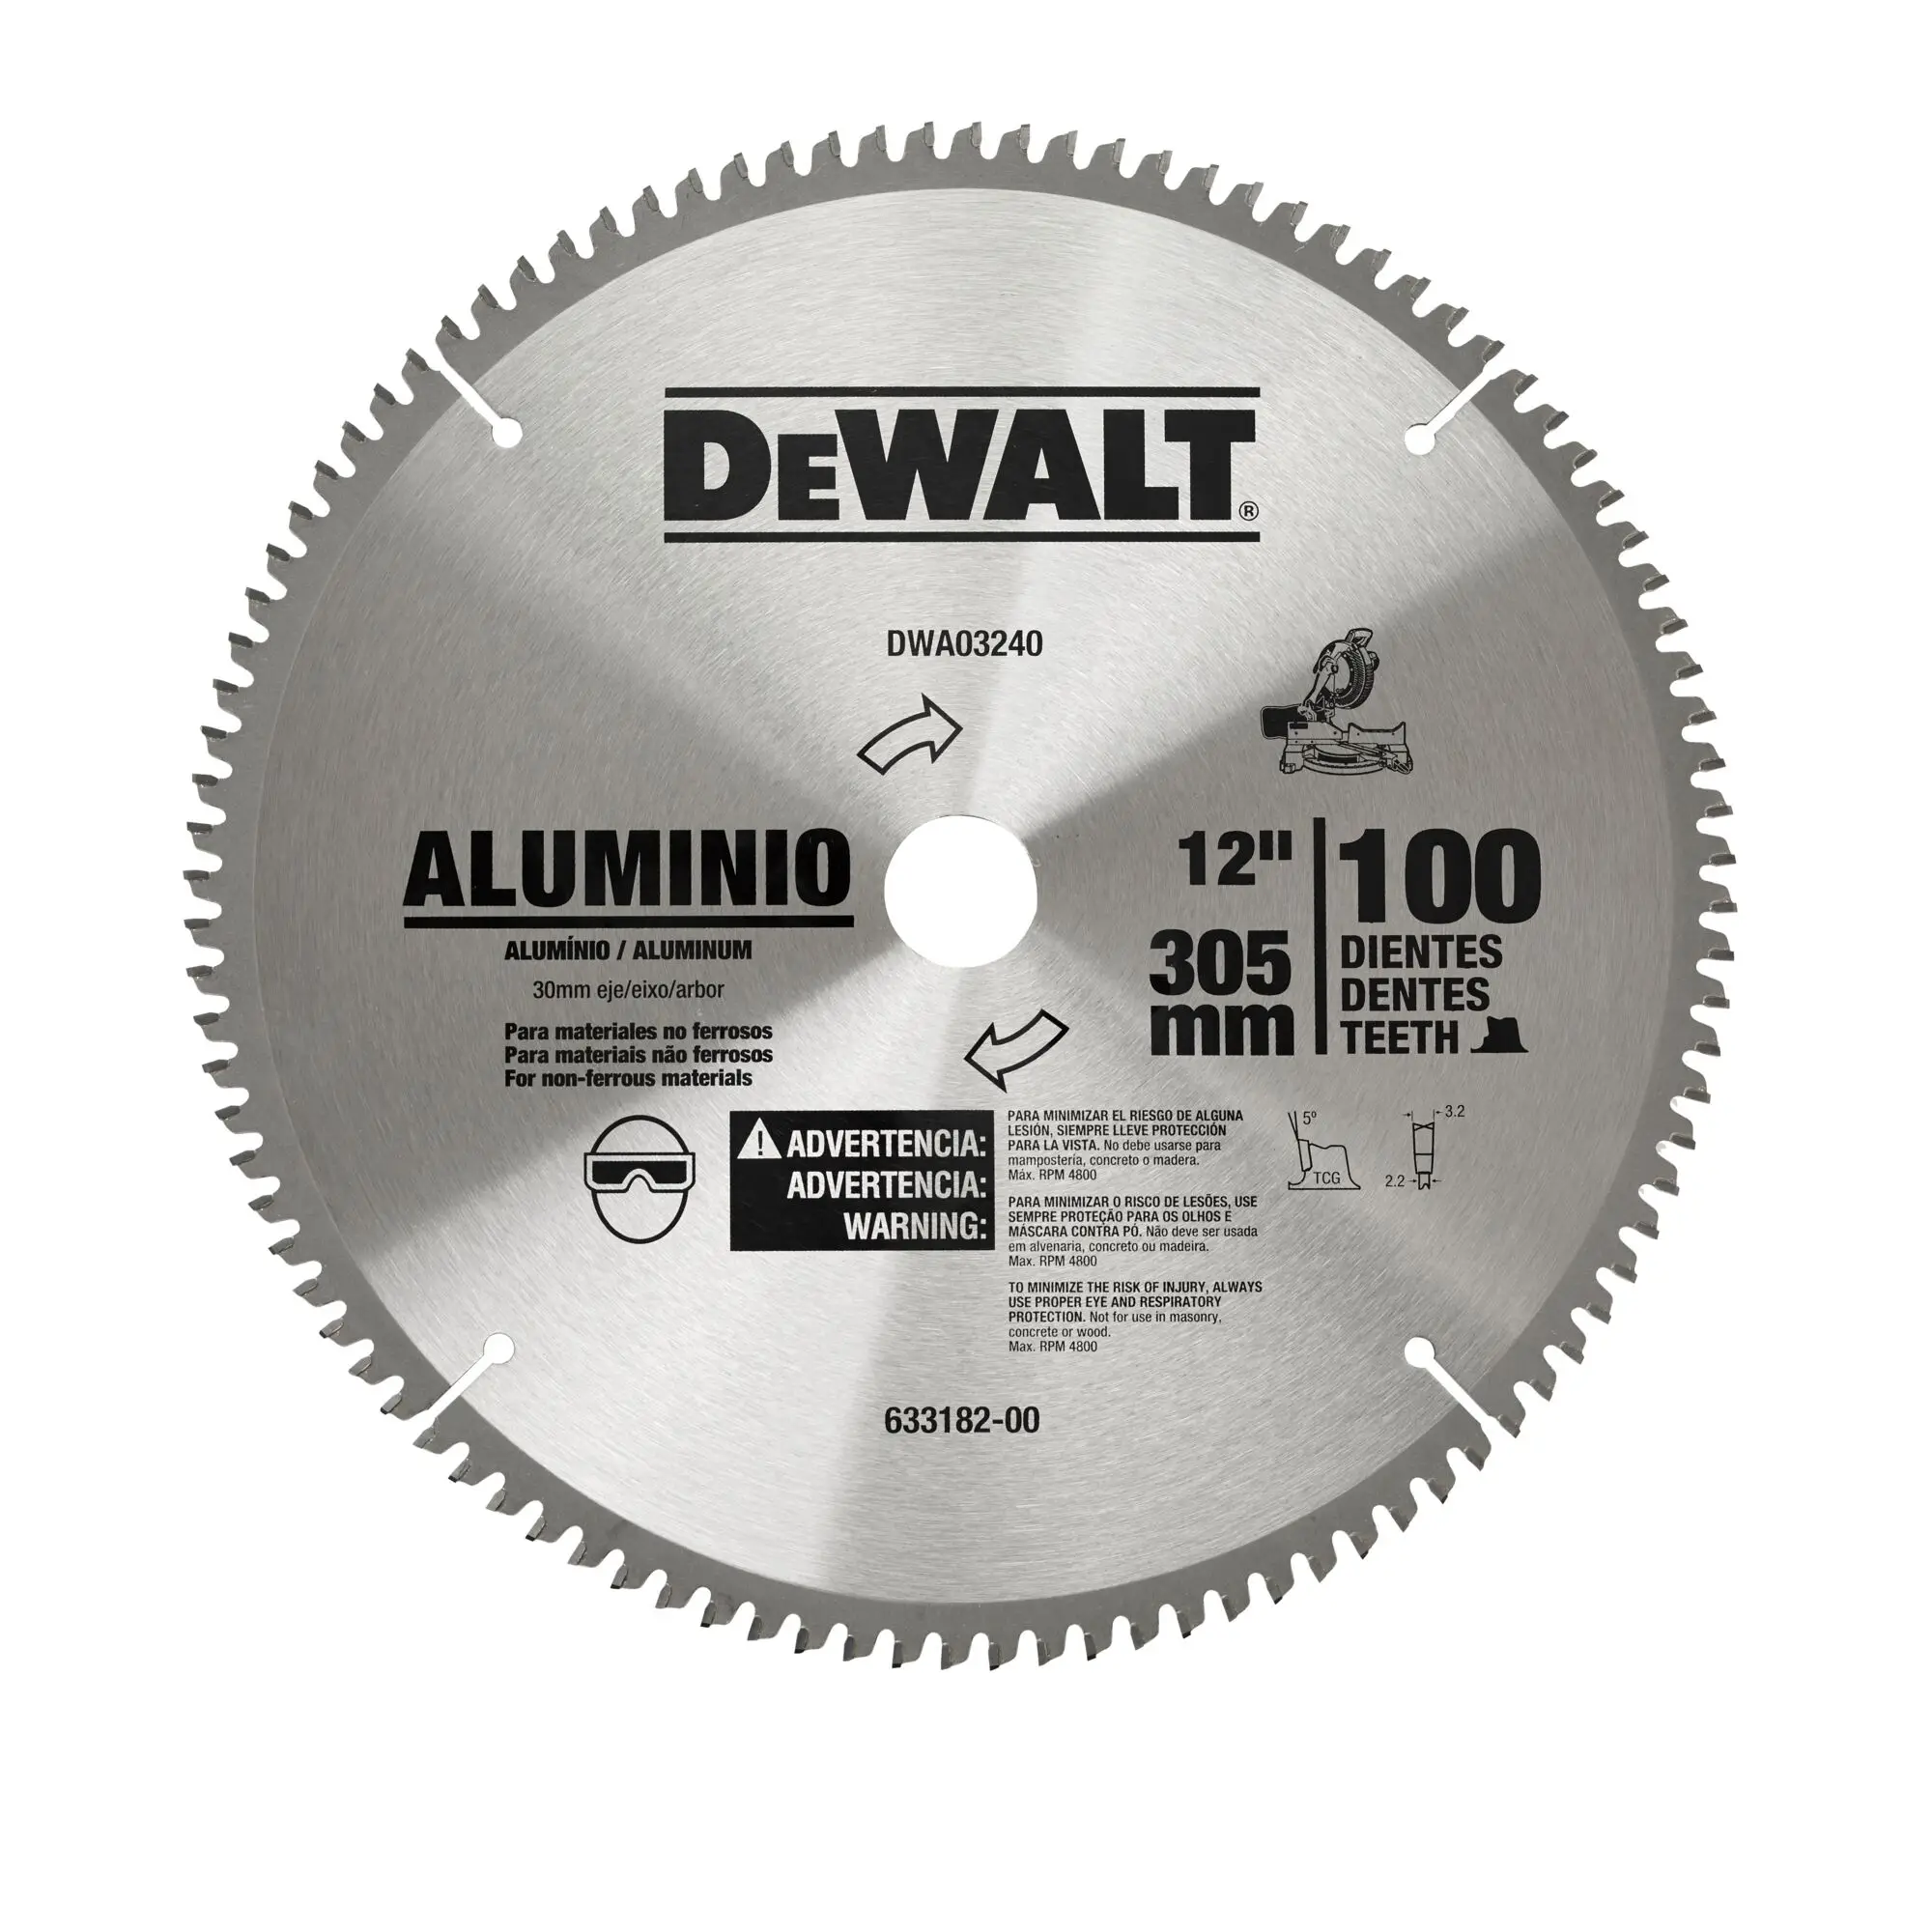 DEWALT®
DWA03240
ALUMINIO
ALUMÍNIO / ALUMINUM
30mm eje/eixo/arbor
Para materiales no ferrosos
Para materiais não ferrosos
For non-ferrous materials
12"
305
mm
100
DIENTES
DENTES
TEETH
ADVERTENCIA:
ADVERTENCIA:
WARNING:
PARA MINIMIZAR EL RIESGO DE ALGUNA
LESIÓN, SIEMPRE LLEVE PROTECCIÓN
PARA LA VISTA. No debe usarse para
mampostería, concreto o madera.
Máx. RPM 4800
PARA MINIMIZAR O RISCO DE LESÕES, USE
SEMPRE PROTEÇÃO PARA OS OLHOS E
MÁSCARA CONTRA PÓ. Não deve ser usada
em alvenaria, concreto ou madeira.
Max. RPM 4800
TO MINIMIZE THE RISK OF INJURY, ALWAYS
USE PROPER EYE AND RESPIRATORY
PROTECTION. Not for use in masonry,
concrete or wood.
Max. RPM 4800
5º
TCG
3.2
2.2
633182-00